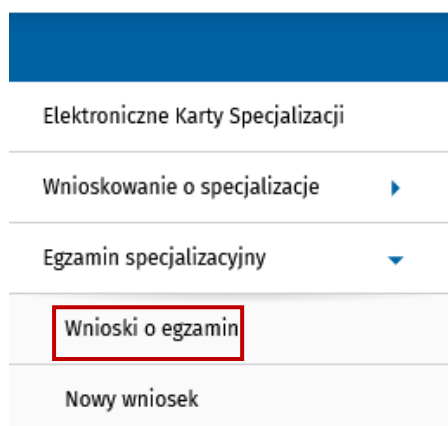 Elektroniczne Karty Specjalizacji
Wnioskowanie o specjalizacje
Egzamin specjalizacyjny
Wnioski o egzamin
Nowy wniosek